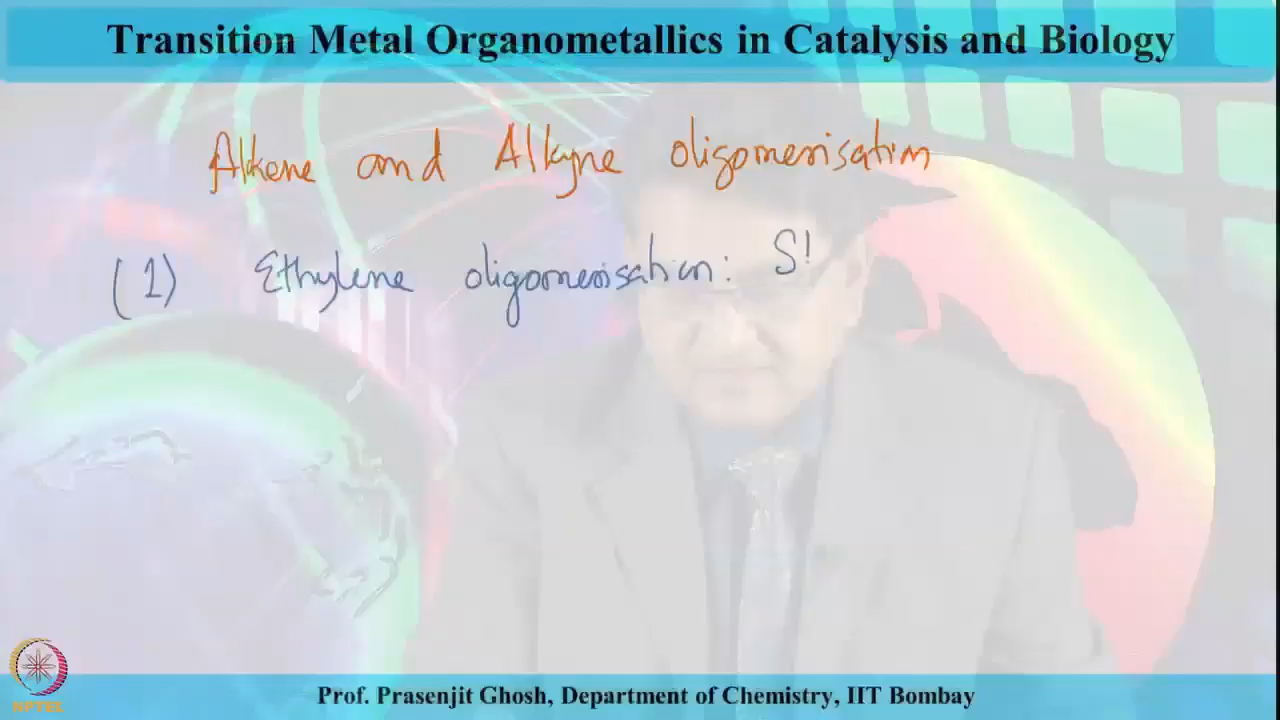 Transition Metal Organometallics in Catalysis and Biology
Alkene and Alkyne oligomerisation
(1) Ethylene oligomerisation: S
Prof. Prasenjit Ghosh, Department of Chemistry, IIT Bombay
NPTEL